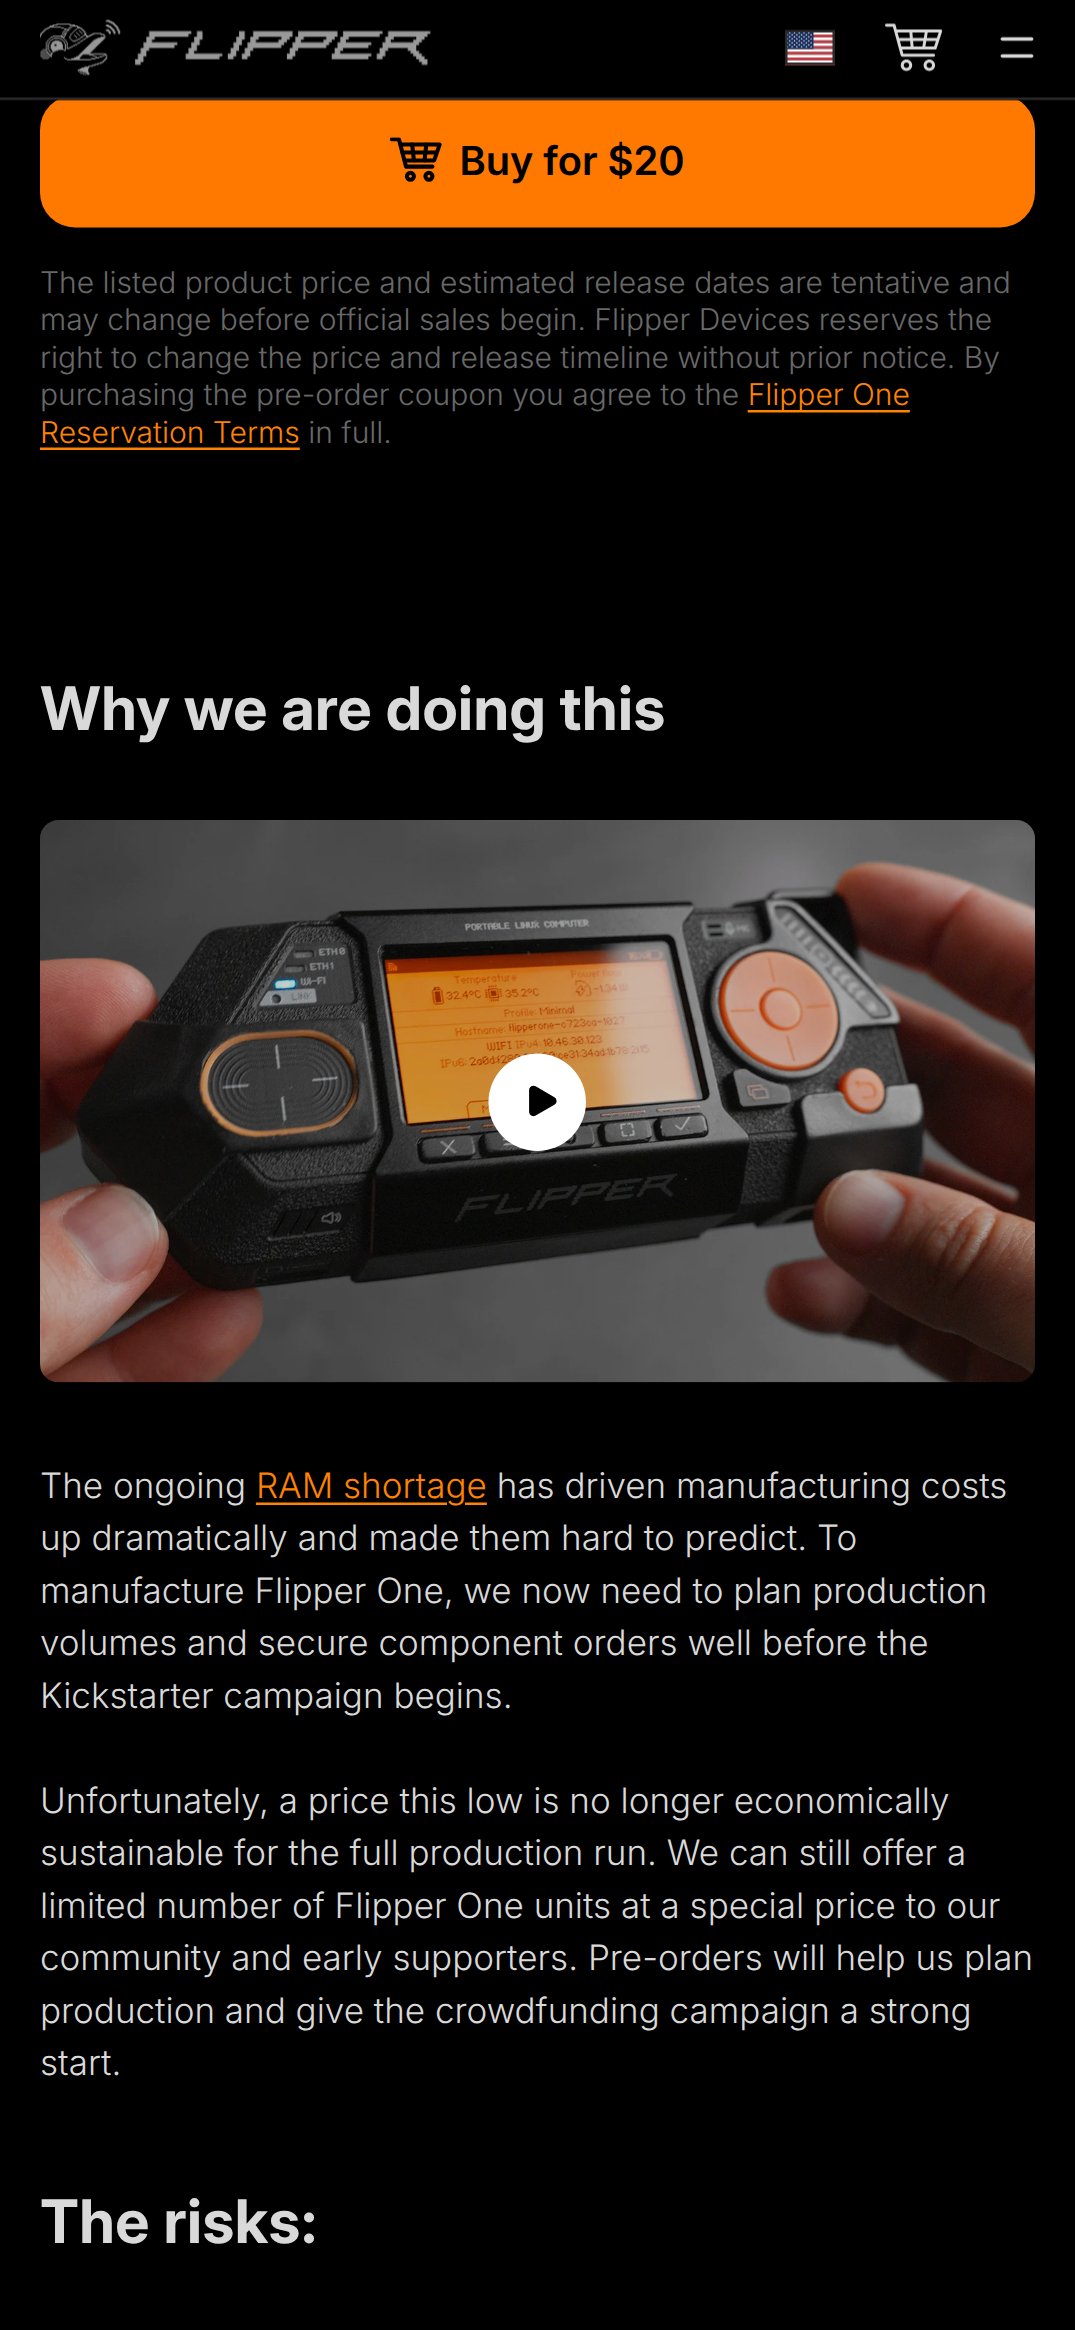 FLIPPER
Buy for $20
The listed product price and estimated release dates are tentative and
may change before official sales begin. Flipper Devices reserves the
right to change the price and release timeline without prior notice. By
purchasing the pre-order coupon you agree to the Flipper One
Reservation Terms in full.
Why we are doing this
PORTABLE LINUX COMPUTER
ETH0
ETH1
WI-FI
LINK
Temperature
32.4°C 35.2°C
Profile: Minimal
WIFI IPv4: 10.46.30.123
FLIPPER
The ongoing RAM shortage has driven manufacturing costs
up dramatically and made them hard to predict. To
manufacture Flipper One, we now need to plan production
volumes and secure component orders well before the
Kickstarter campaign begins.
Unfortunately, a price this low is no longer economically
sustainable for the full production run. We can still offer a
limited number of Flipper One units at a special price to our
community and early supporters. Pre-orders will help us plan
production and give the crowdfunding campaign a strong
start.
The risks: